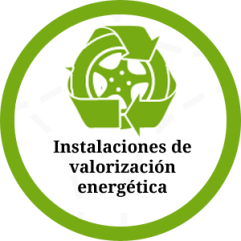 Instalaciones de
valorización
energética